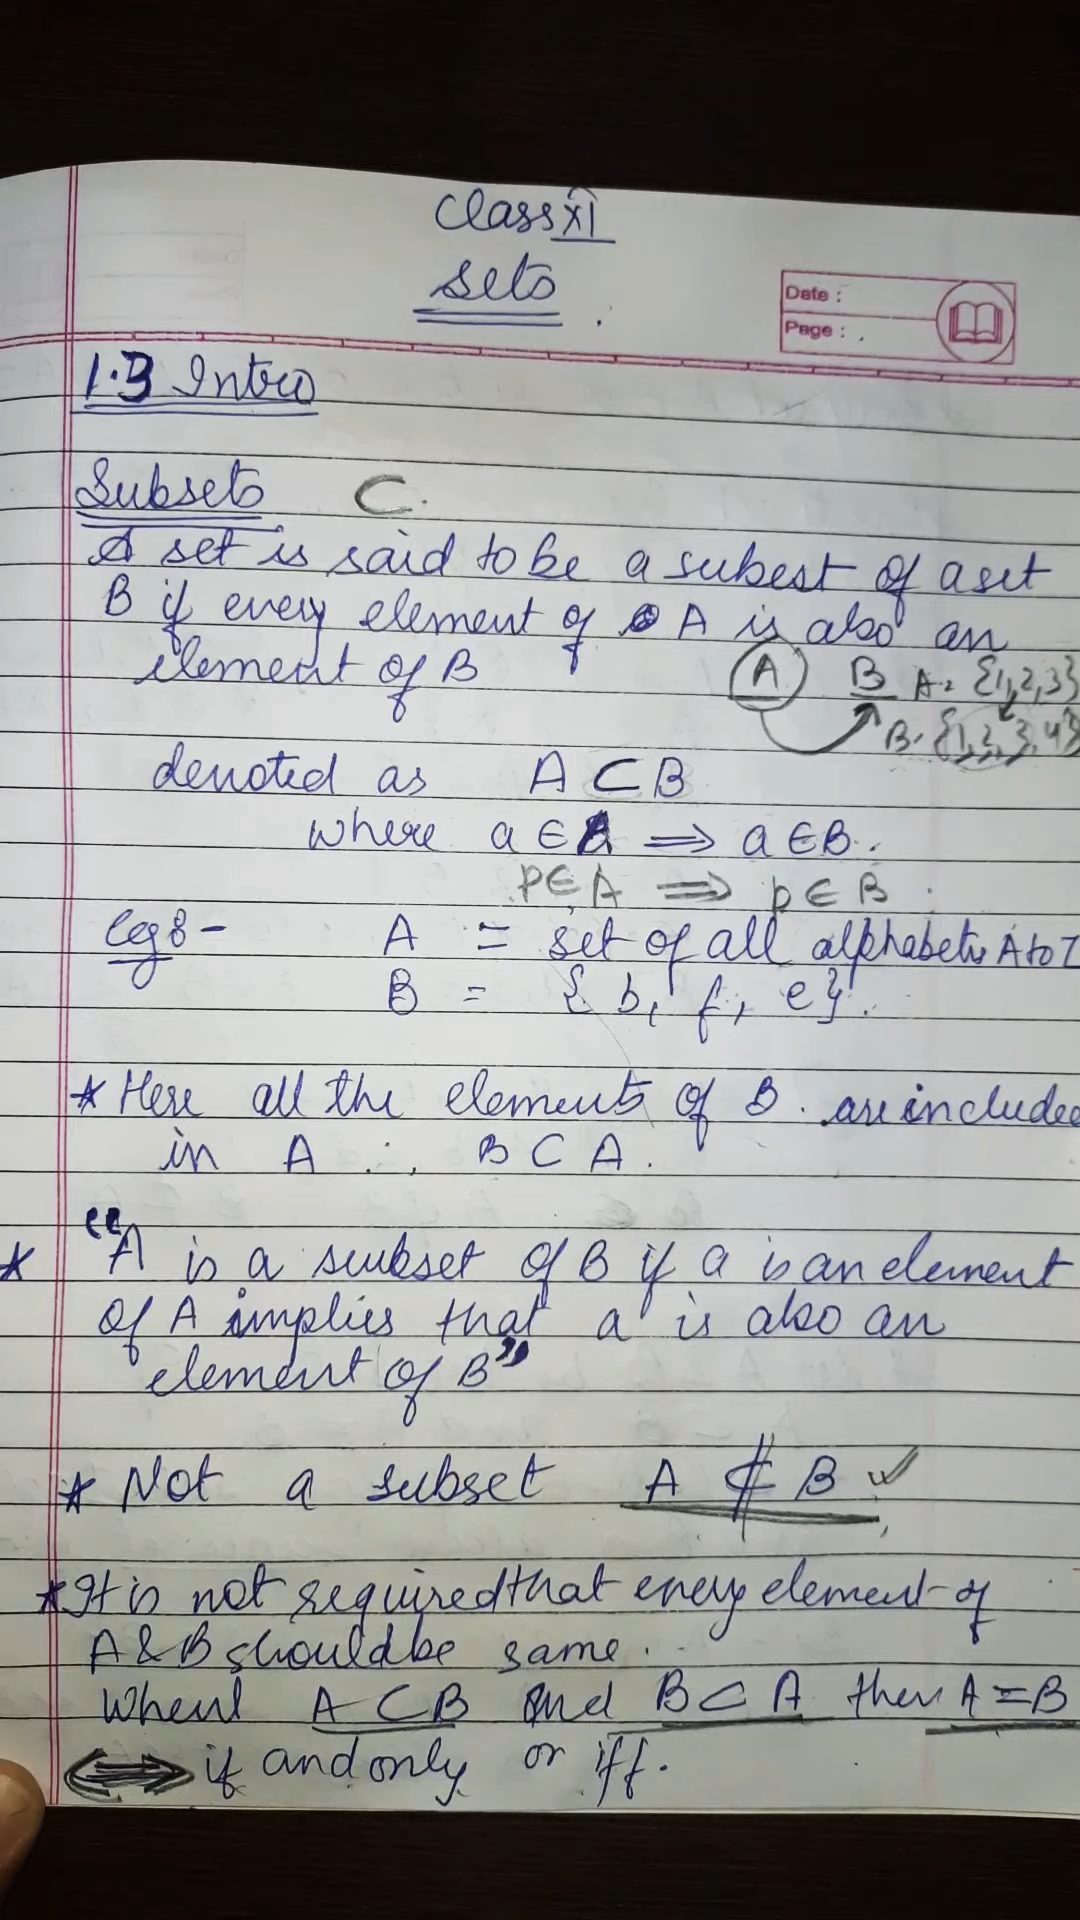 Class XI
Sets
Date :
Page :
1.3 Intro
Subsets ⊂
A set is said to be a subest of a set
B if every element of A is also an
element of B
A B A = {1,2,3}
B = {1,2,3,4}
denoted as A ⊂ B
where a ∈ A ⟹ a ∈ B.
p ∈ A ⟹ p ∈ B.
eg :- A = set of all alphabets A to Z
B = {b, f, e}.
* Here all the elements of B. are include
in A ∴ B ⊂ A.
* "A is a subset of B if a is an element
of A implies that a is also an
element of B"
* Not a subset A ⊄ B ✓
* It is not required that every element of
A & B should be same.
When A ⊂ B and B ⊂ A then A = B
⟺ if and only or iff.